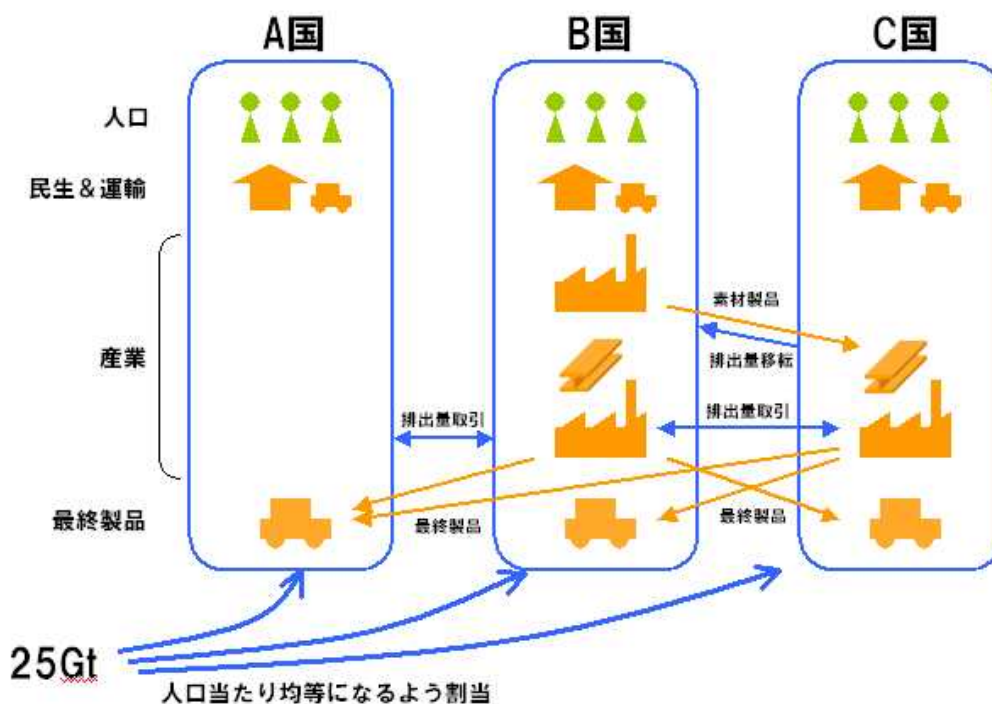 A国
B国
C国
人口
民生＆運輸
素材製品
産業
排出量移転
排出量取引
排出量取引
最終製品
最終製品
最終製品
25Gt
人口当たり均等になるよう割当